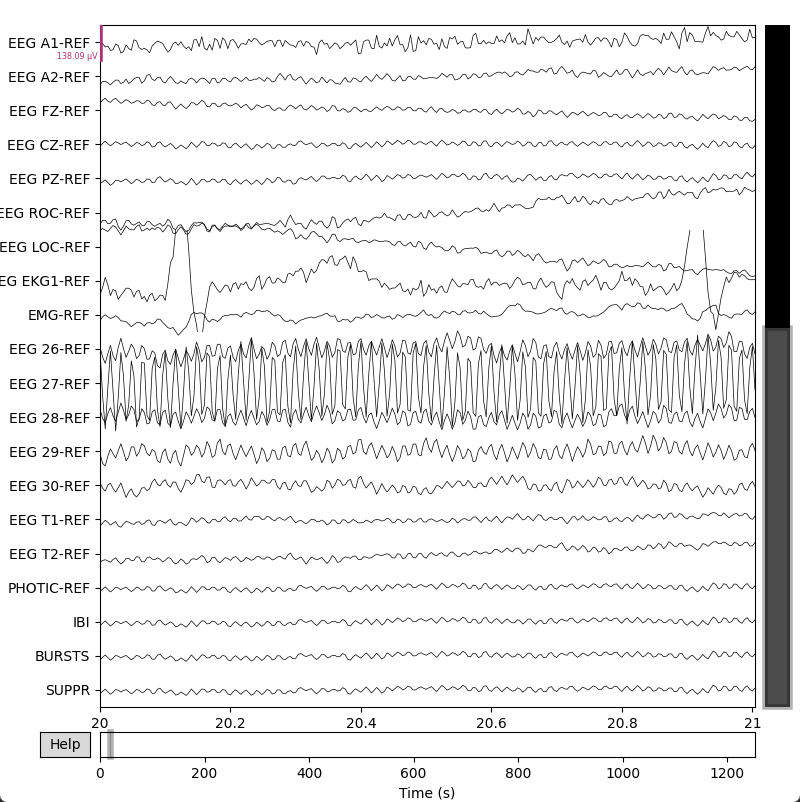 EEG A1-REF
138.09 µV
EEG A2-REF
EEG FZ-REF
EEG CZ-REF
EEG PZ-REF
EEG ROC-REF
EEG LOC-REF
EG EKG1-REF
EMG-REF
EEG 26-REF
EEG 27-REF
EEG 28-REF
EEG 29-REF
EEG 30-REF
EEG T1-REF
EEG T2-REF
PHOTIC-REF
IBI
BURSTS
SUPPR
20 20.2 20.4 20.6 20.8 21
Help
0 200 400 600 800 1000 1200
Time (s)